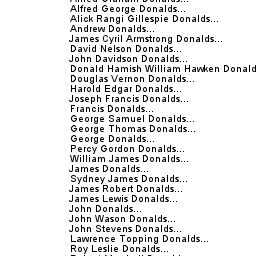 Alfred George Donalds...
Alick Rangi Gillespie Donalds...
Andrew Donalds...
James Cyril Armstrong Donalds...
David Nelson Donalds...
John Davidson Donalds...
Donald Hamish William Hawken Donald
Douglas Vernon Donalds...
Harold Edgar Donalds...
Joseph Francis Donalds...
Francis Donalds...
George Samuel Donalds...
George Thomas Donalds...
George Donalds...
Percy Gordon Donalds...
William James Donalds...
James Donalds...
Sydney James Donalds...
James Robert Donalds...
James Lewis Donalds...
John Donalds...
John Wason Donalds...
John Stevens Donalds...
Lawrence Topping Donalds...
Roy Leslie Donalds...